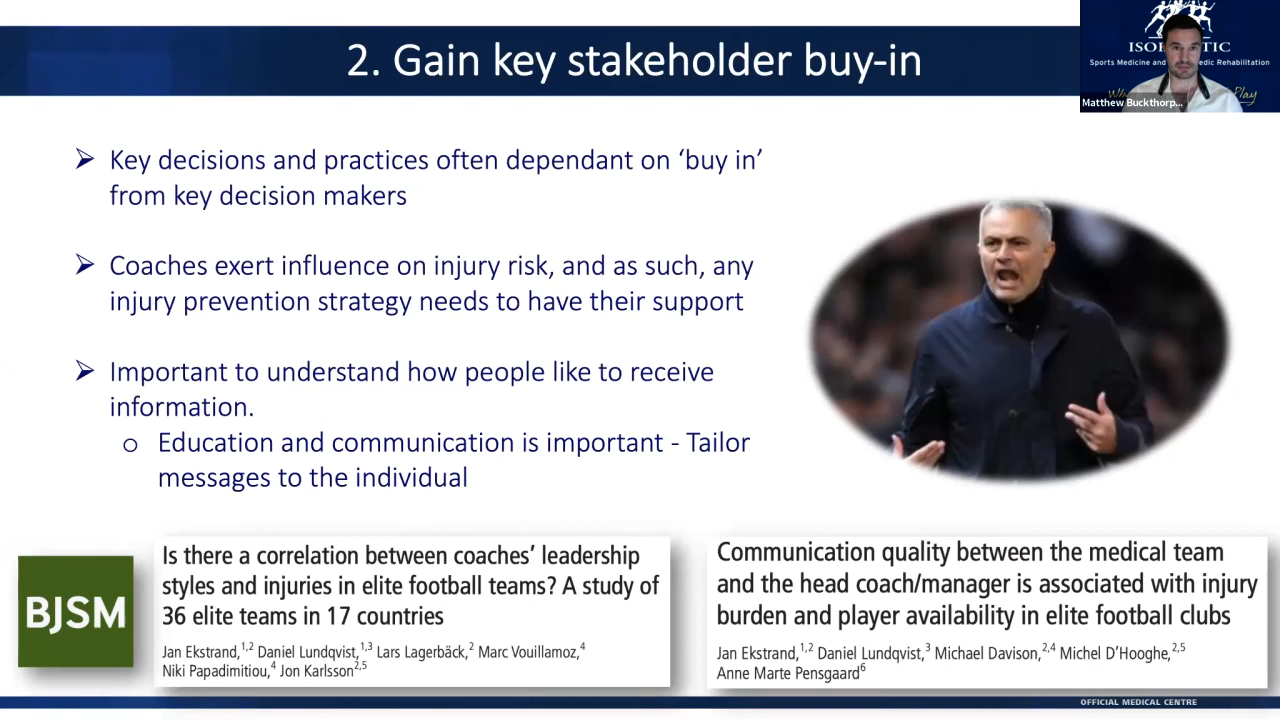 2. Gain key stakeholder buy-in
ISOKINETIC
Sports Medicine and Orthopaedic Rehabilitation
Play
Matthew Buckthorp...
➢ Key decisions and practices often dependant on ‘buy in’
from key decision makers
➢ Coaches exert influence on injury risk, and as such, any
injury prevention strategy needs to have their support
➢ Important to understand how people like to receive
information.
o Education and communication is important - Tailor
messages to the individual
BJSM
Is there a correlation between coaches’ leadership
styles and injuries in elite football teams? A study of
36 elite teams in 17 countries
Jan Ekstrand,1,2 Daniel Lundqvist,1,3 Lars Lagerbäck,2 Marc Vouillamoz,4
Niki Papadimitiou,4 Jon Karlsson2,5
Communication quality between the medical team
and the head coach/manager is associated with injury
burden and player availability in elite football clubs
Jan Ekstrand,1,2 Daniel Lundqvist,3 Michael Davison,2,4 Michel D’Hooghe,2,5
Anne Marte Pensgaard6
OFFICIAL MEDICAL CENTRE